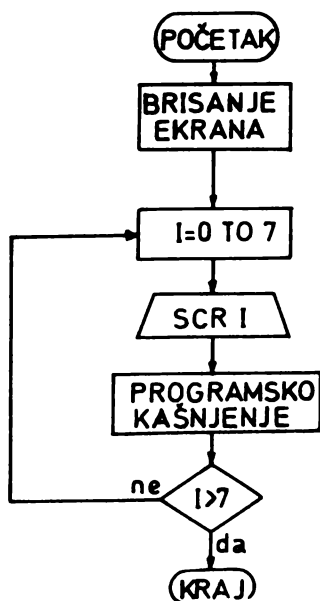 POČETAK
BRISANJE
EKRANA
I=0 TO 7
SCR I
PROGRAMSKO
KAŠNJENJE
ne
I>7
da
KRAJ